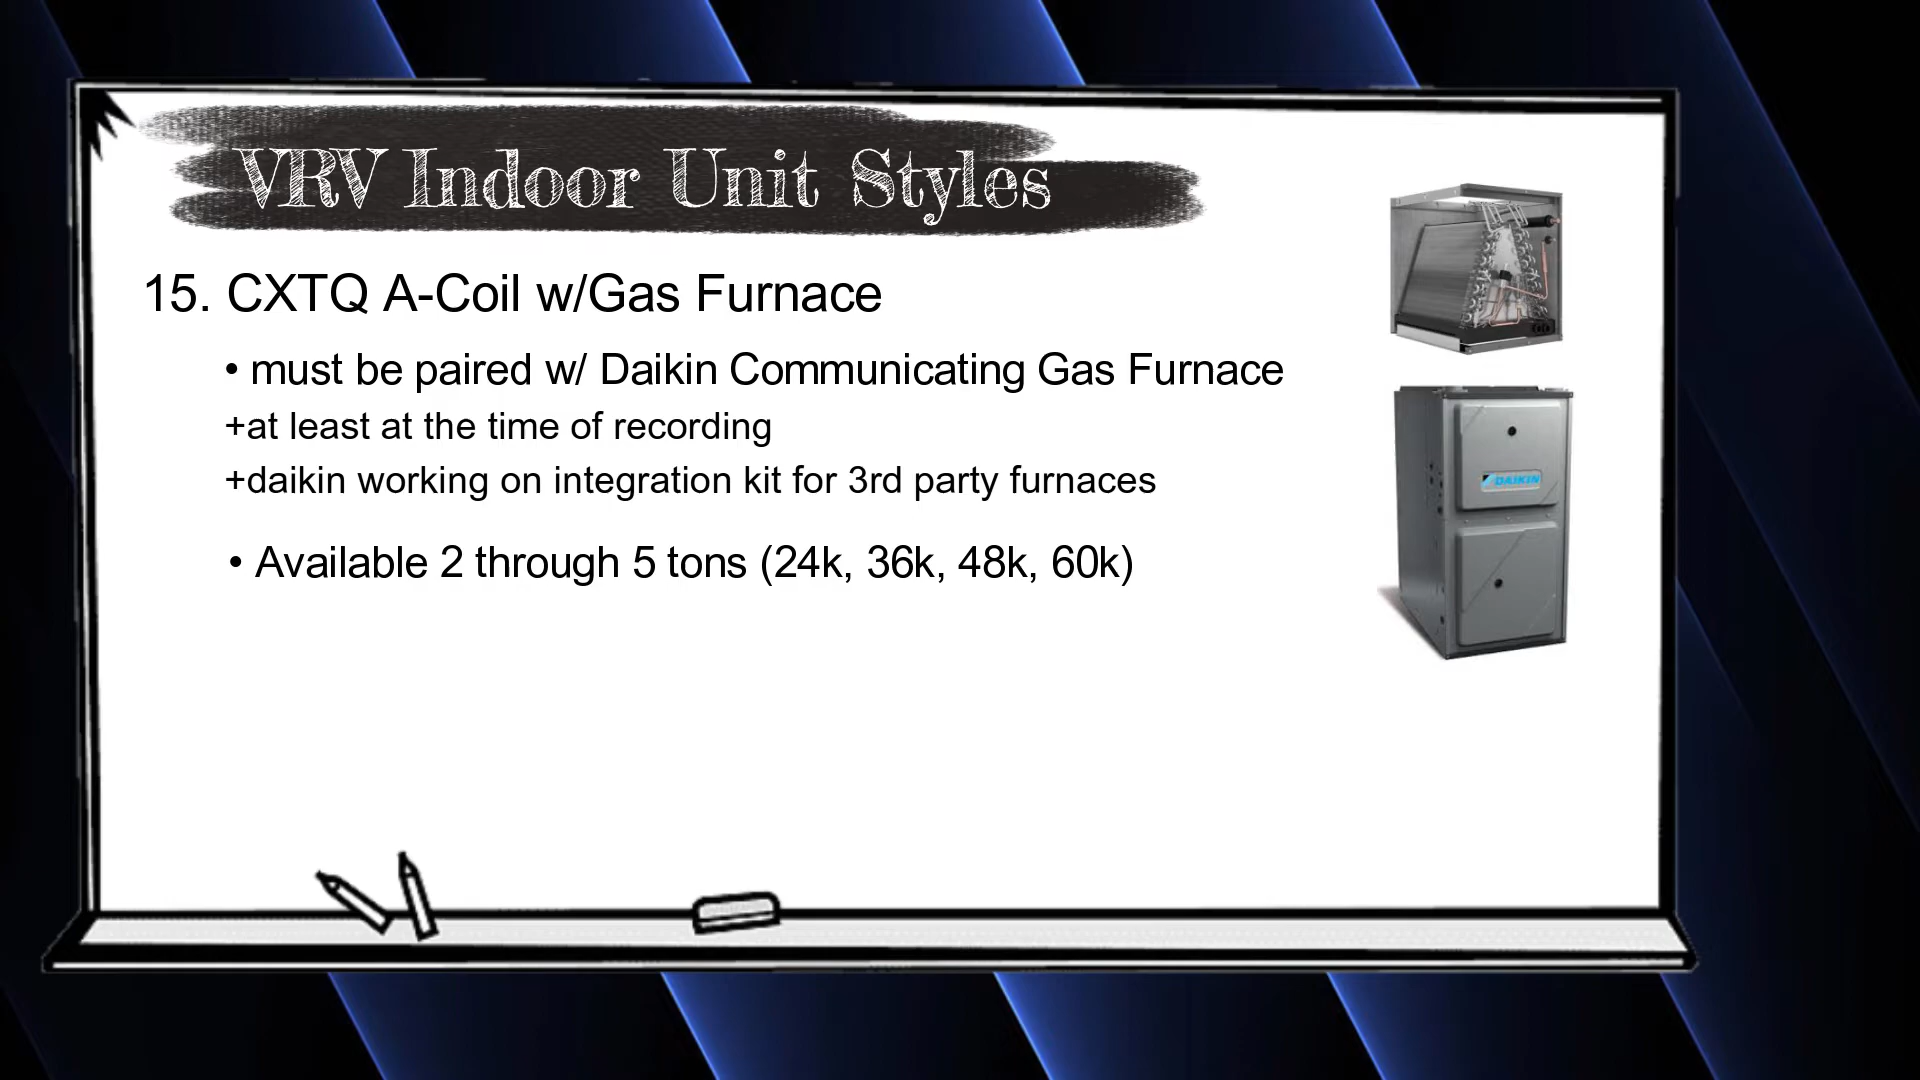 VRV Indoor Unit Styles
15. CXTQ A-Coil w/Gas Furnace
• must be paired w/ Daikin Communicating Gas Furnace
+at least at the time of recording
+daikin working on integration kit for 3rd party furnaces
• Available 2 through 5 tons (24k, 36k, 48k, 60k)
DAIKIN